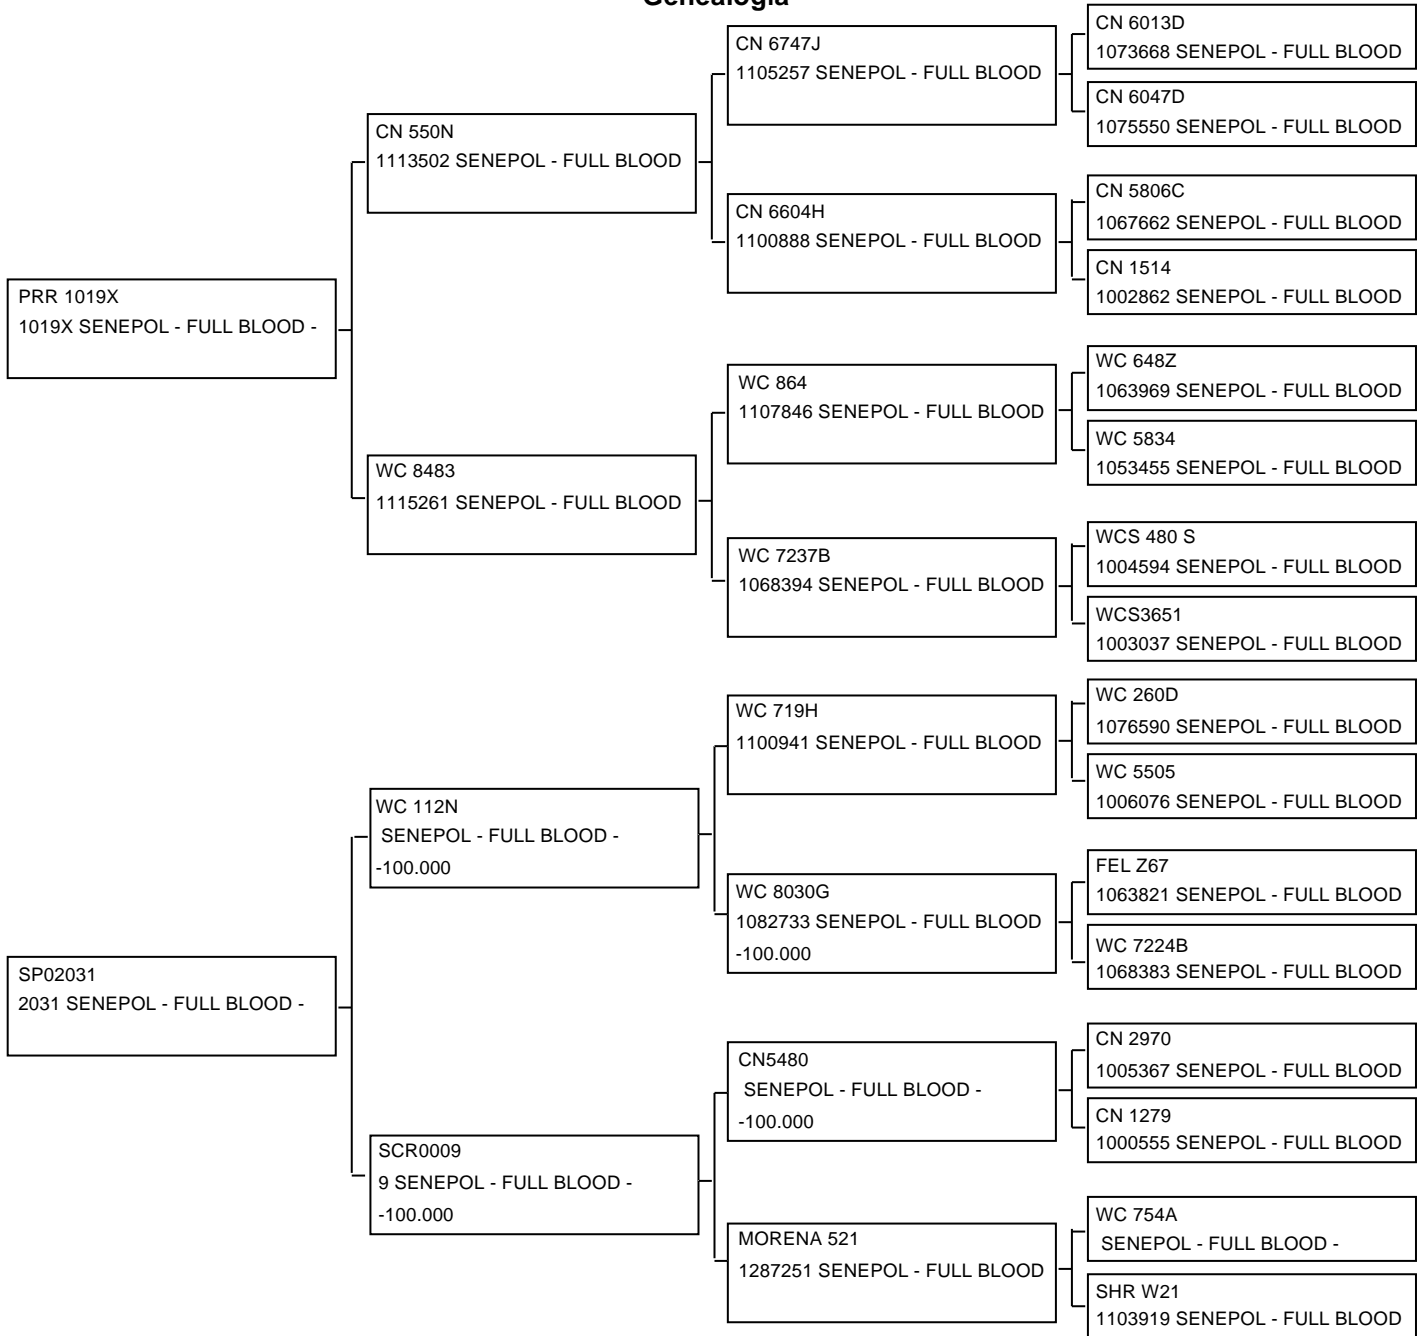 Genealogia
CN 6013D
1073668 SENEPOL - FULL BLOOD
CN 6747J
1105257 SENEPOL - FULL BLOOD
CN 6047D
1075550 SENEPOL - FULL BLOOD
CN 550N
1113502 SENEPOL - FULL BLOOD
CN 5806C
1067662 SENEPOL - FULL BLOOD
CN 6604H
1100888 SENEPOL - FULL BLOOD
CN 1514
1002862 SENEPOL - FULL BLOOD
PRR 1019X
1019X SENEPOL - FULL BLOOD -
WC 648Z
1063969 SENEPOL - FULL BLOOD
WC 864
1107846 SENEPOL - FULL BLOOD
WC 5834
1053455 SENEPOL - FULL BLOOD
WC 8483
1115261 SENEPOL - FULL BLOOD
WCS 480 S
1004594 SENEPOL - FULL BLOOD
WC 7237B
1068394 SENEPOL - FULL BLOOD
WCS3651
1003037 SENEPOL - FULL BLOOD
WC 260D
1076590 SENEPOL - FULL BLOOD
WC 719H
1100941 SENEPOL - FULL BLOOD
WC 5505
1006076 SENEPOL - FULL BLOOD
WC 112N
SENEPOL - FULL BLOOD -
-100.000
FEL Z67
1063821 SENEPOL - FULL BLOOD
WC 8030G
1082733 SENEPOL - FULL BLOOD
-100.000
WC 7224B
1068383 SENEPOL - FULL BLOOD
SP02031
2031 SENEPOL - FULL BLOOD -
CN 2970
1005367 SENEPOL - FULL BLOOD
CN5480
SENEPOL - FULL BLOOD -
-100.000
CN 1279
1000555 SENEPOL - FULL BLOOD
SCR0009
9 SENEPOL - FULL BLOOD -
-100.000
WC 754A
SENEPOL - FULL BLOOD -
MORENA 521
1287251 SENEPOL - FULL BLOOD
SHR W21
1103919 SENEPOL - FULL BLOOD